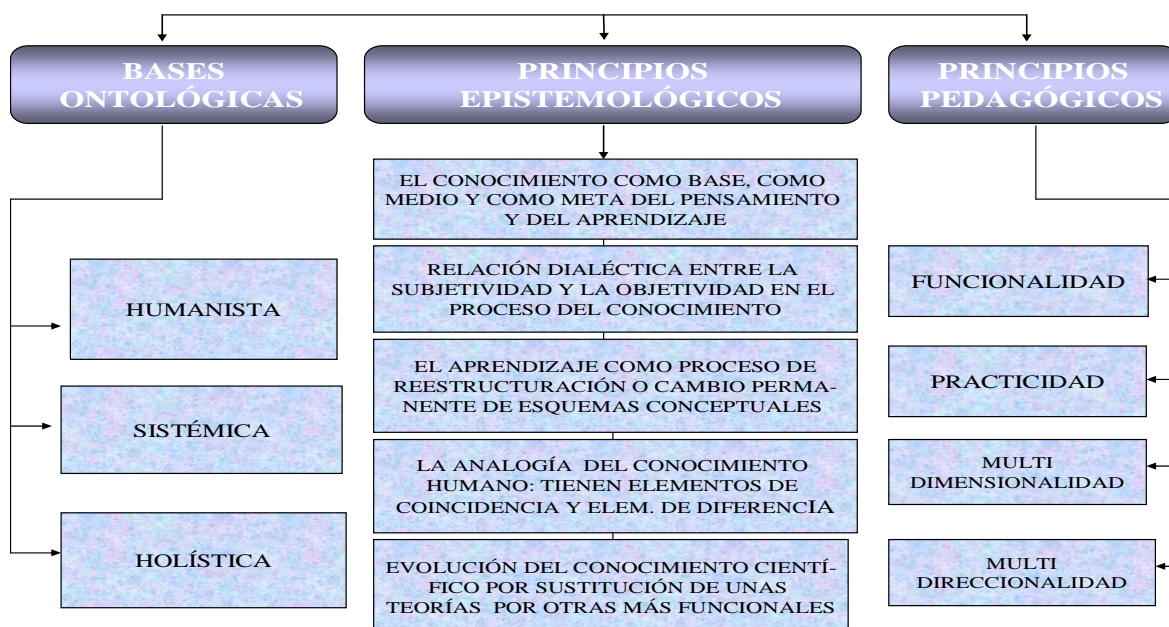 BASES
ONTOLÓGICAS
HUMANISTA
SISTÉMICA
HOLÍSTICA
PRINCIPIOS
EPISTEMOLÓGICOS
EL CONOCIMIENTO COMO BASE, COMO
MEDIO Y COMO META DEL PENSAMIENTO
Y DEL APRENDIZAJE
RELACIÓN DIALÉCTICA ENTRE LA
SUBJETIVIDAD Y LA OBJETIVIDAD EN EL
PROCESO DEL CONOCIMIENTO
EL APRENDIZAJE COMO PROCESO DE
REESTRUCTURACIÓN O CAMBIO PERMA-
NENTE DE ESQUEMAS CONCEPTUALES
LA ANALOGÍA DEL CONOCIMIENTO
HUMANO: TIENEN ELEMENTOS DE
COINCIDENCIA Y ELEM. DE DIFERENCIA
EVOLUCIÓN DEL CONOCIMIENTO CIENTÍ-
FICO POR SUSTITUCIÓN DE UNAS
TEORÍAS POR OTRAS MÁS FUNCIONALES
PRINCIPIOS
PEDAGÓGICOS
FUNCIONALIDAD
PRACTICIDAD
MULTI
DIMENSIONALIDAD
MULTI
DIRECCIONALIDAD